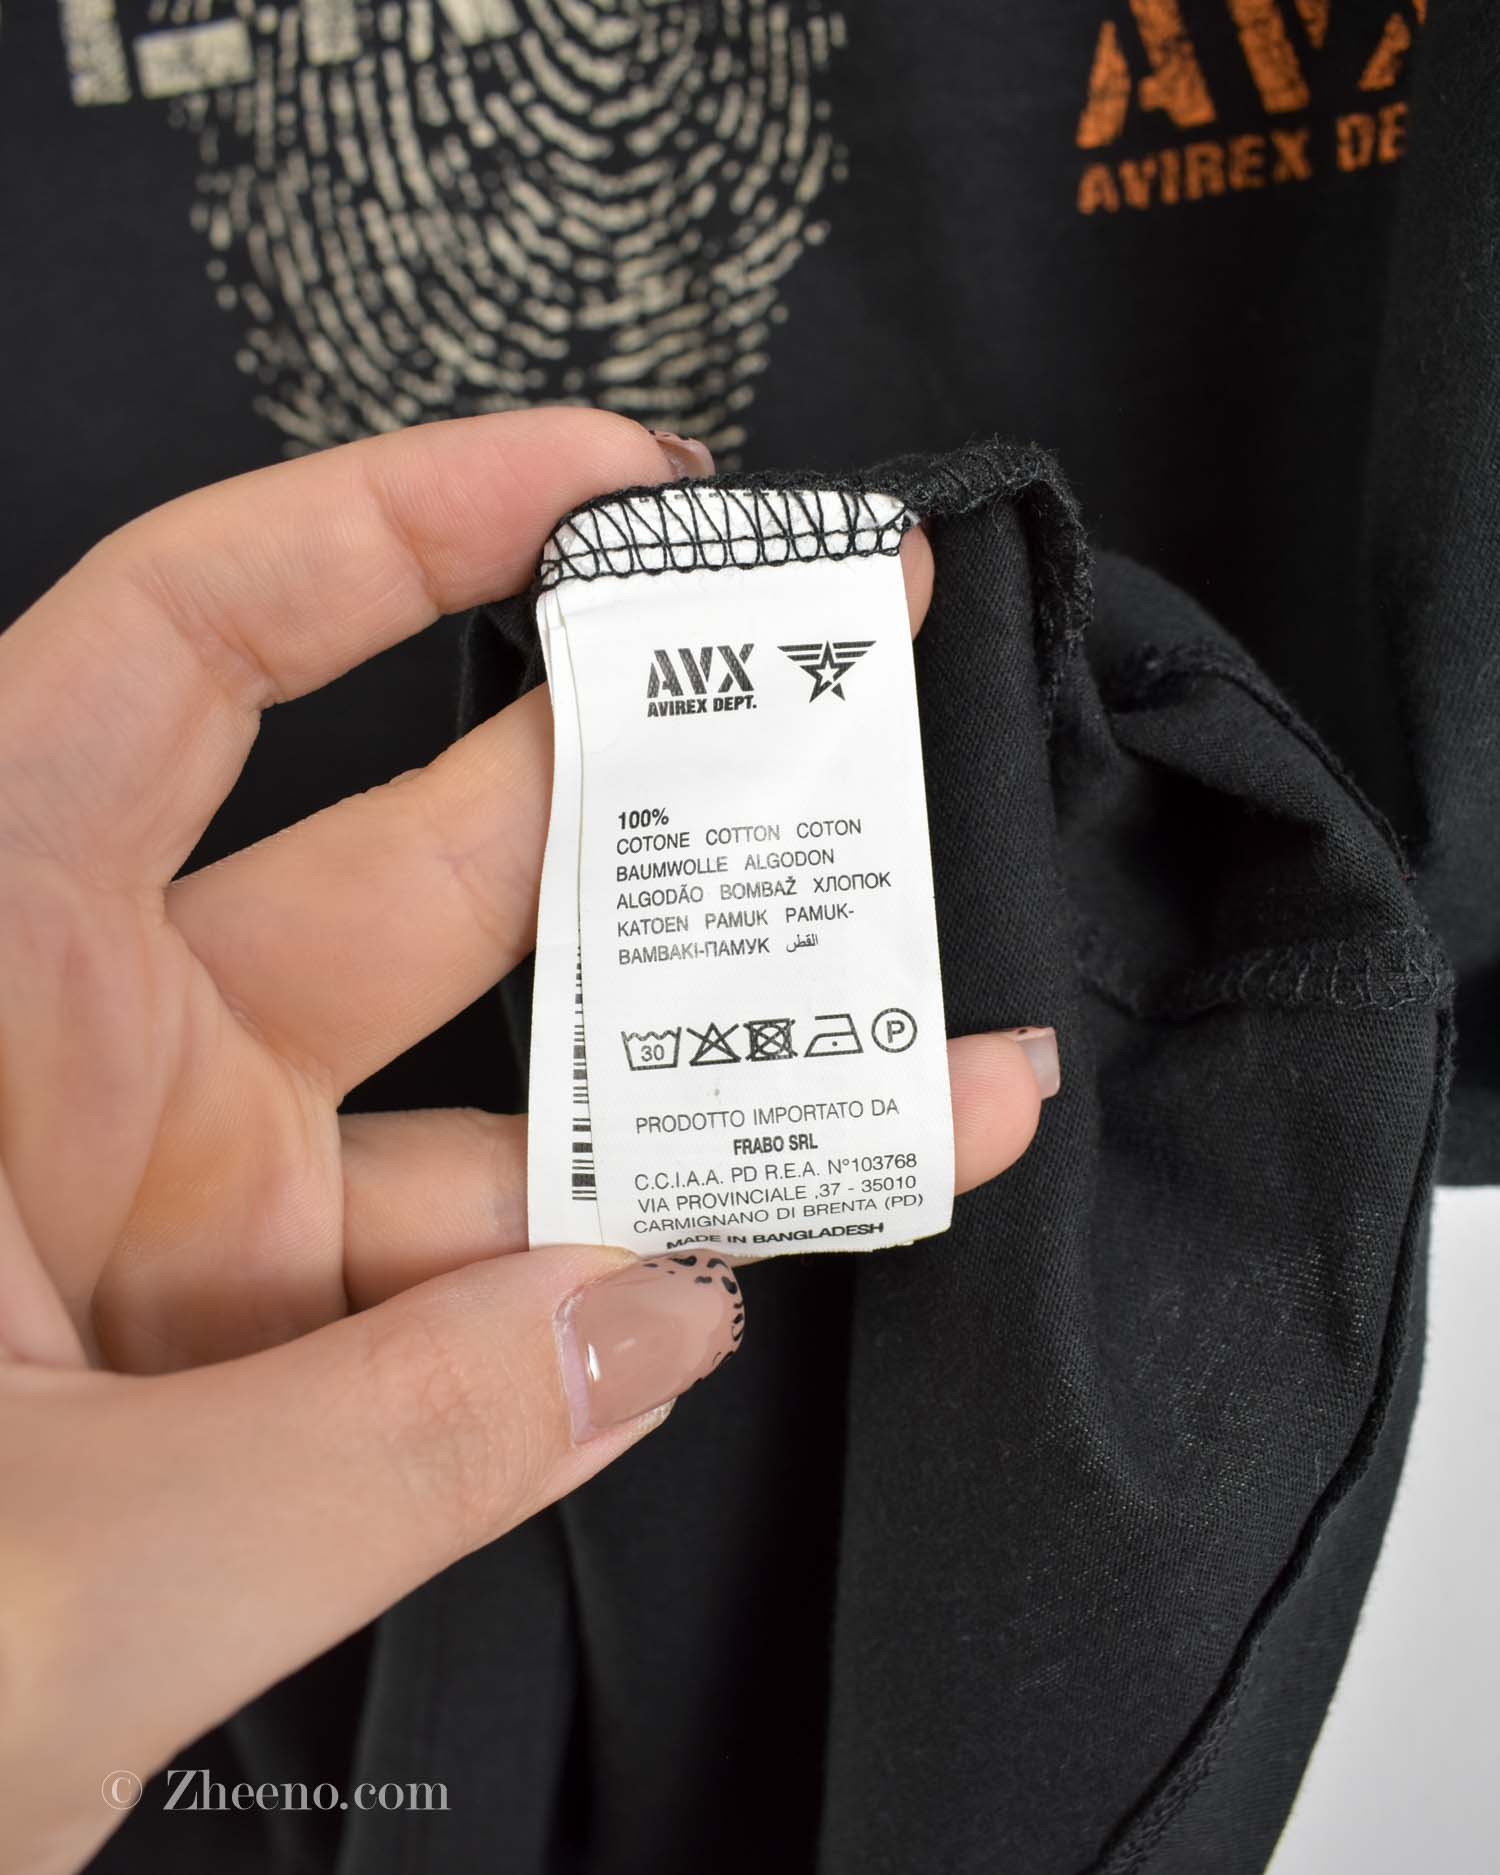 AVX
AVIREX DE
AVX
AVIREX DEPT.
100%
COTONE COTTON COTON
BAUMWOLLE ALGODON
ALGODÃO BOMBAŽ ХЛОПОК
KATOEN PAMUK PAMUK-
BAMBAKI-ПАМУК القطن
30
P
PRODOTTO IMPORTATO DA
FRABO SRL
C.C.I.A.A. PD R.E.A. N°103768
VIA PROVINCIALE ,37 - 35010
CARMIGNANO DI BRENTA (PD)
MADE IN BANGLADESH
© Zheeno.com